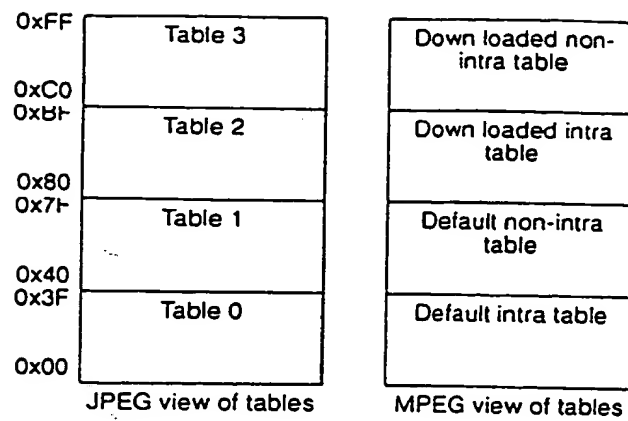 0xFF
Table 3
0xC0
0xBF
Table 2
0x80
0x7F
Table 1
0x40
0x3F
Table 0
0x00
JPEG view of tables
Down loaded non-
intra table
Down loaded intra
table
Default non-intra
table
Default intra table
MPEG view of tables